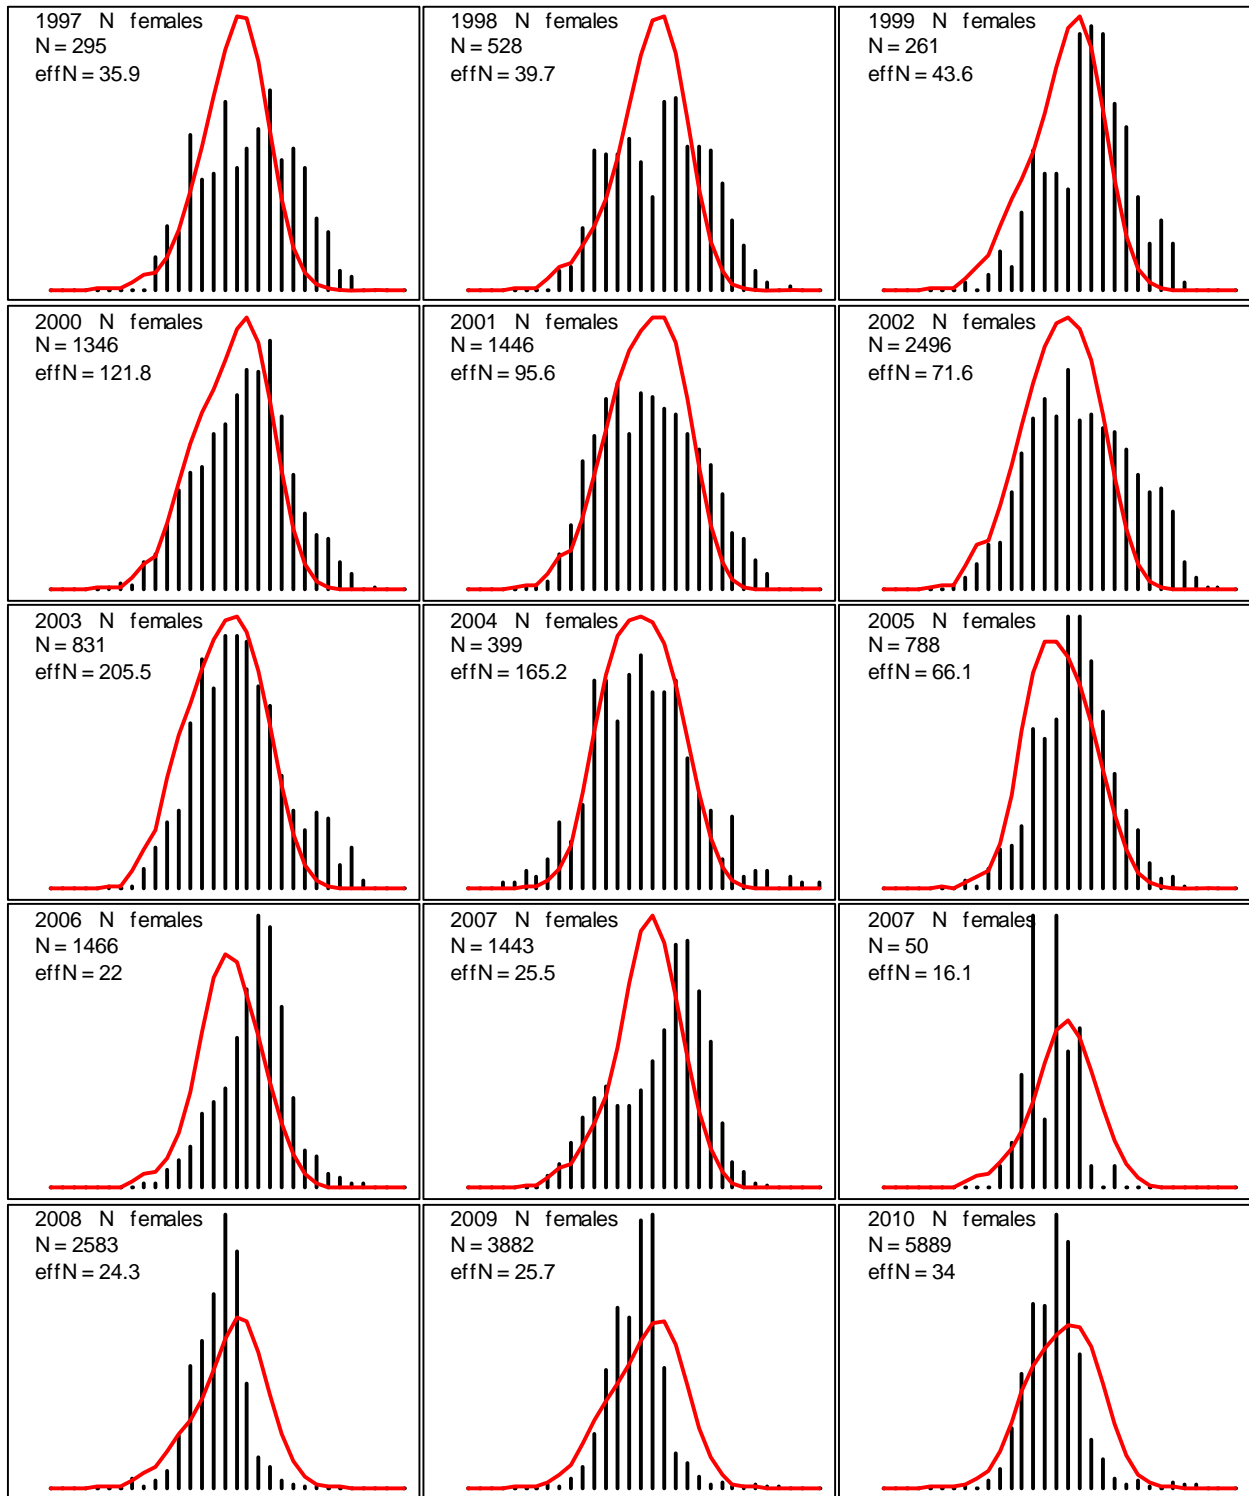 1997 N females
N = 295
effN = 35.9
1998 N females
N = 528
effN = 39.7
1999 N females
N = 261
effN = 43.6
2000 N females
N = 1346
effN = 121.8
2001 N females
N = 1446
effN = 95.6
2002 N females
N = 2496
effN = 71.6
2003 N females
N = 831
effN = 205.5
2004 N females
N = 399
effN = 165.2
2005 N females
N = 788
effN = 66.1
2006 N females
N = 1466
effN = 22
2007 N females
N = 1443
effN = 25.5
2007 N females
N = 50
effN = 16.1
2008 N females
N = 2583
effN = 24.3
2009 N females
N = 3882
effN = 25.7
2010 N females
N = 5889
effN = 34